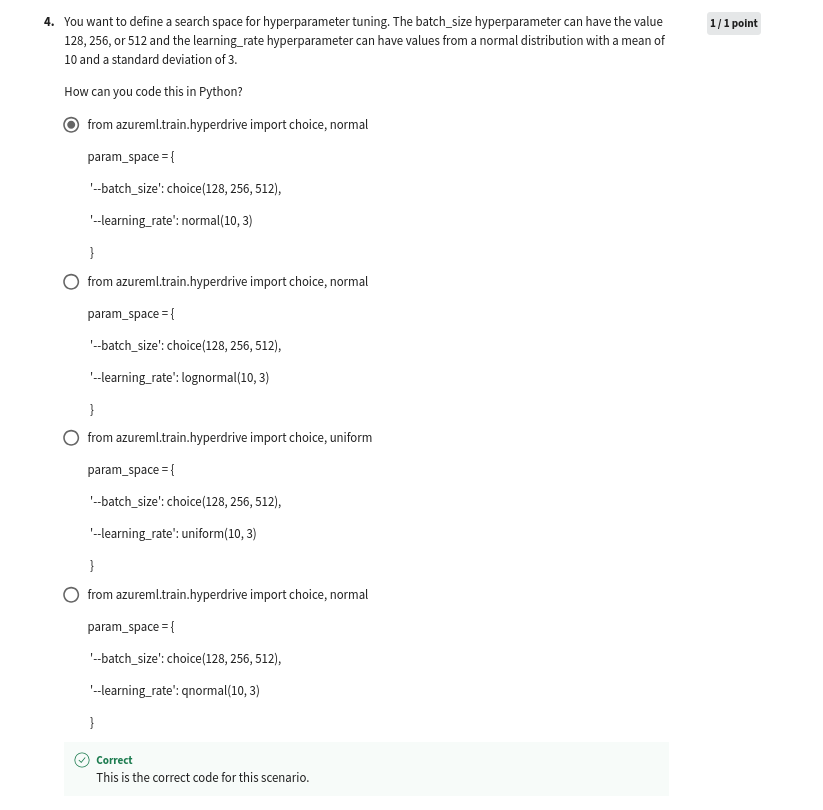 4. You want to define a search space for hyperparameter tuning. The batch_size hyperparameter can have the value
1 / 1 point
128, 256, or 512 and the learning_rate hyperparameter can have values from a normal distribution with a mean of
10 and a standard deviation of 3.
How can you code this in Python?
from azureml.train.hyperdrive import choice, normal
param_space = {
'--batch_size': choice(128, 256, 512),
'--learning_rate': normal(10, 3)
}
from azureml.train.hyperdrive import choice, normal
param_space = {
'--batch_size': choice(128, 256, 512),
'--learning_rate': lognormal(10, 3)
}
from azureml.train.hyperdrive import choice, uniform
param_space = {
'--batch_size': choice(128, 256, 512),
'--learning_rate': uniform(10, 3)
}
from azureml.train.hyperdrive import choice, normal
param_space = {
'--batch_size': choice(128, 256, 512),
'--learning_rate': qnormal(10, 3)
}
Correct
This is the correct code for this scenario.